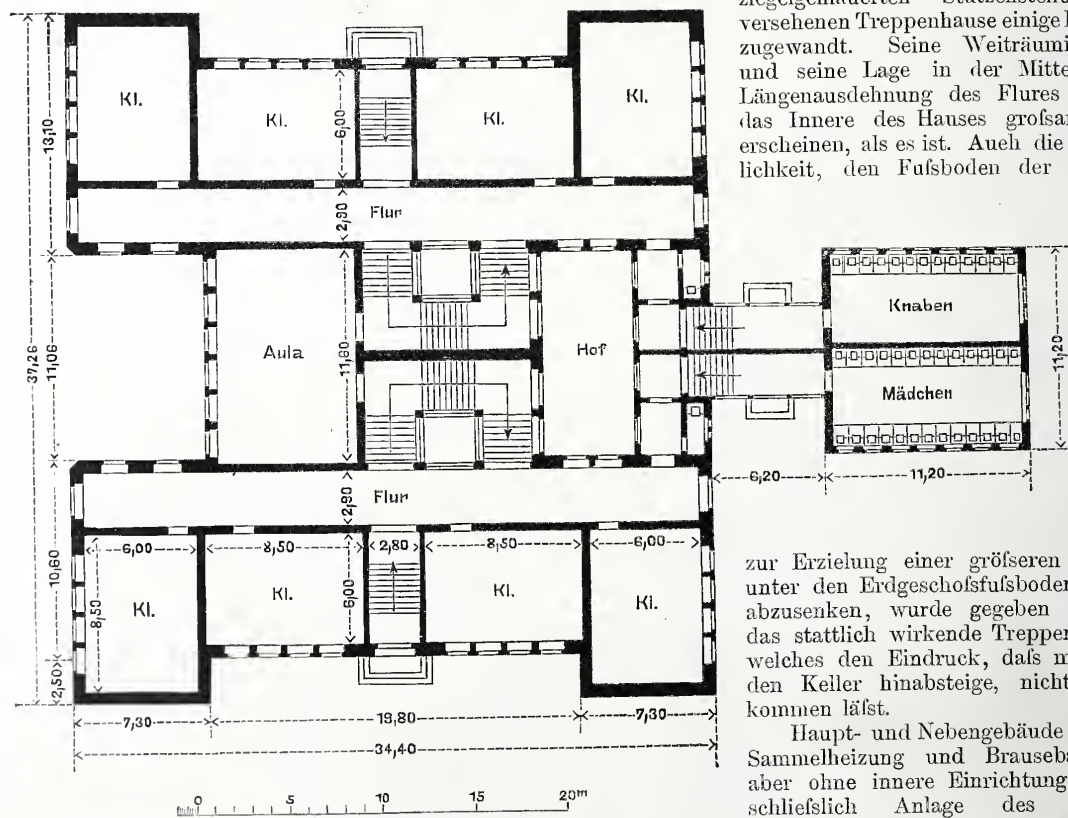 ziegelgemauerten Stützenstellu
versehenen Treppenhause einige
zugewandt. Seine Weiträumi
und seine Lage in der Mitte
Längenausdehnung des Flures
das Innere des Hauses groſsar
erscheinen, als es ist. Auch die
lichkeit, den Fuſsboden der
Kl.
Kl.
Kl.
Kl.
6,00
13,10
Flur
2,80
37,26
11,06
Aula
11,80
Hof
Knaben
Mädchen
11,20
6,20
11,20
Flur
2,80
10,60
6,00
8,50
2,80
8,50
6,00
8,50
Kl.
Kl.
6,00
Kl.
Kl.
2,50
7,30
19,80
7,30
34,40
0 5 10 15 20m
zur Erzielung einer gröſseren
unter den Erdgeschoſsfuſsboden
abzusenken, wurde gegeben
das stattlich wirkende Treppen
welches den Eindruck, daſs m
den Keller hinabsteige, nicht
kommen läſst.
Haupt- und Nebengebäude
Sammelheizung und Brauseba
aber ohne innere Einrichtung
schlieſslich Anlage des